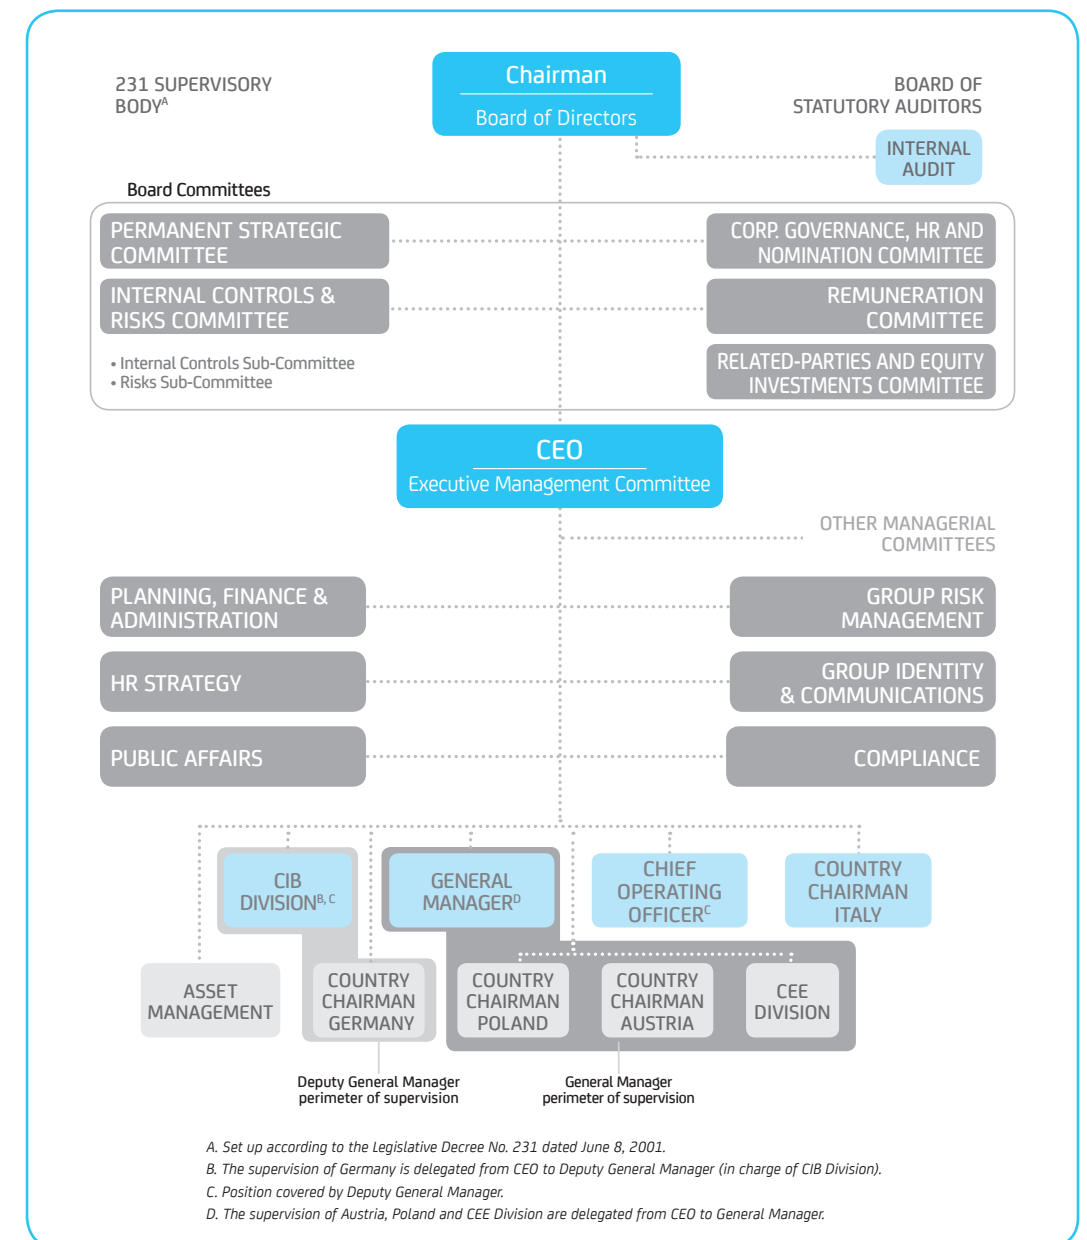 231 SUPERVISORY
BODYA
Chairman
Board of Directors
BOARD OF
STATUTORY AUDITORS
INTERNAL
AUDIT
Board Committees
PERMANENT STRATEGIC
COMMITTEE
CORP. GOVERNANCE, HR AND
NOMINATION COMMITTEE
INTERNAL CONTROLS &
RISKS COMMITTEE
REMUNERATION
COMMITTEE
• Internal Controls Sub-Committee
• Risks Sub-Committee
RELATED-PARTIES AND EQUITY
INVESTMENTS COMMITTEE
CEO
Executive Management Committee
OTHER MANAGERIAL
COMMITTEES
PLANNING, FINANCE &
ADMINISTRATION
GROUP RISK
MANAGEMENT
HR STRATEGY
GROUP IDENTITY
& COMMUNICATIONS
PUBLIC AFFAIRS
COMPLIANCE
CIB
DIVISIONB, C
GENERAL
MANAGERD
CHIEF
OPERATING
OFFICERC
COUNTRY
CHAIRMAN
ITALY
ASSET
MANAGEMENT
COUNTRY
CHAIRMAN
GERMANY
COUNTRY
CHAIRMAN
POLAND
COUNTRY
CHAIRMAN
AUSTRIA
CEE
DIVISION
Deputy General Manager
perimeter of supervision
General Manager
perimeter of supervision
A. Set up according to the Legislative Decree No. 231 dated June 8, 2001.
B. The supervision of Germany is delegated from CEO to Deputy General Manager (in charge of CIB Division).
C. Position covered by Deputy General Manager.
D. The supervision of Austria, Poland and CEE Division are delegated from CEO to General Manager.